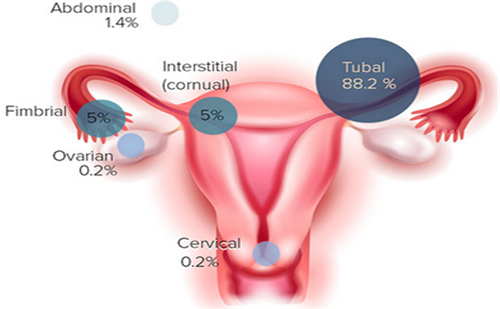 Abdominal
1.4%
Interstitial
(cornual)
5%
Tubal
88.2 %
Fimbrial
5%
Ovarian
0.2%
Cervical
0.2%